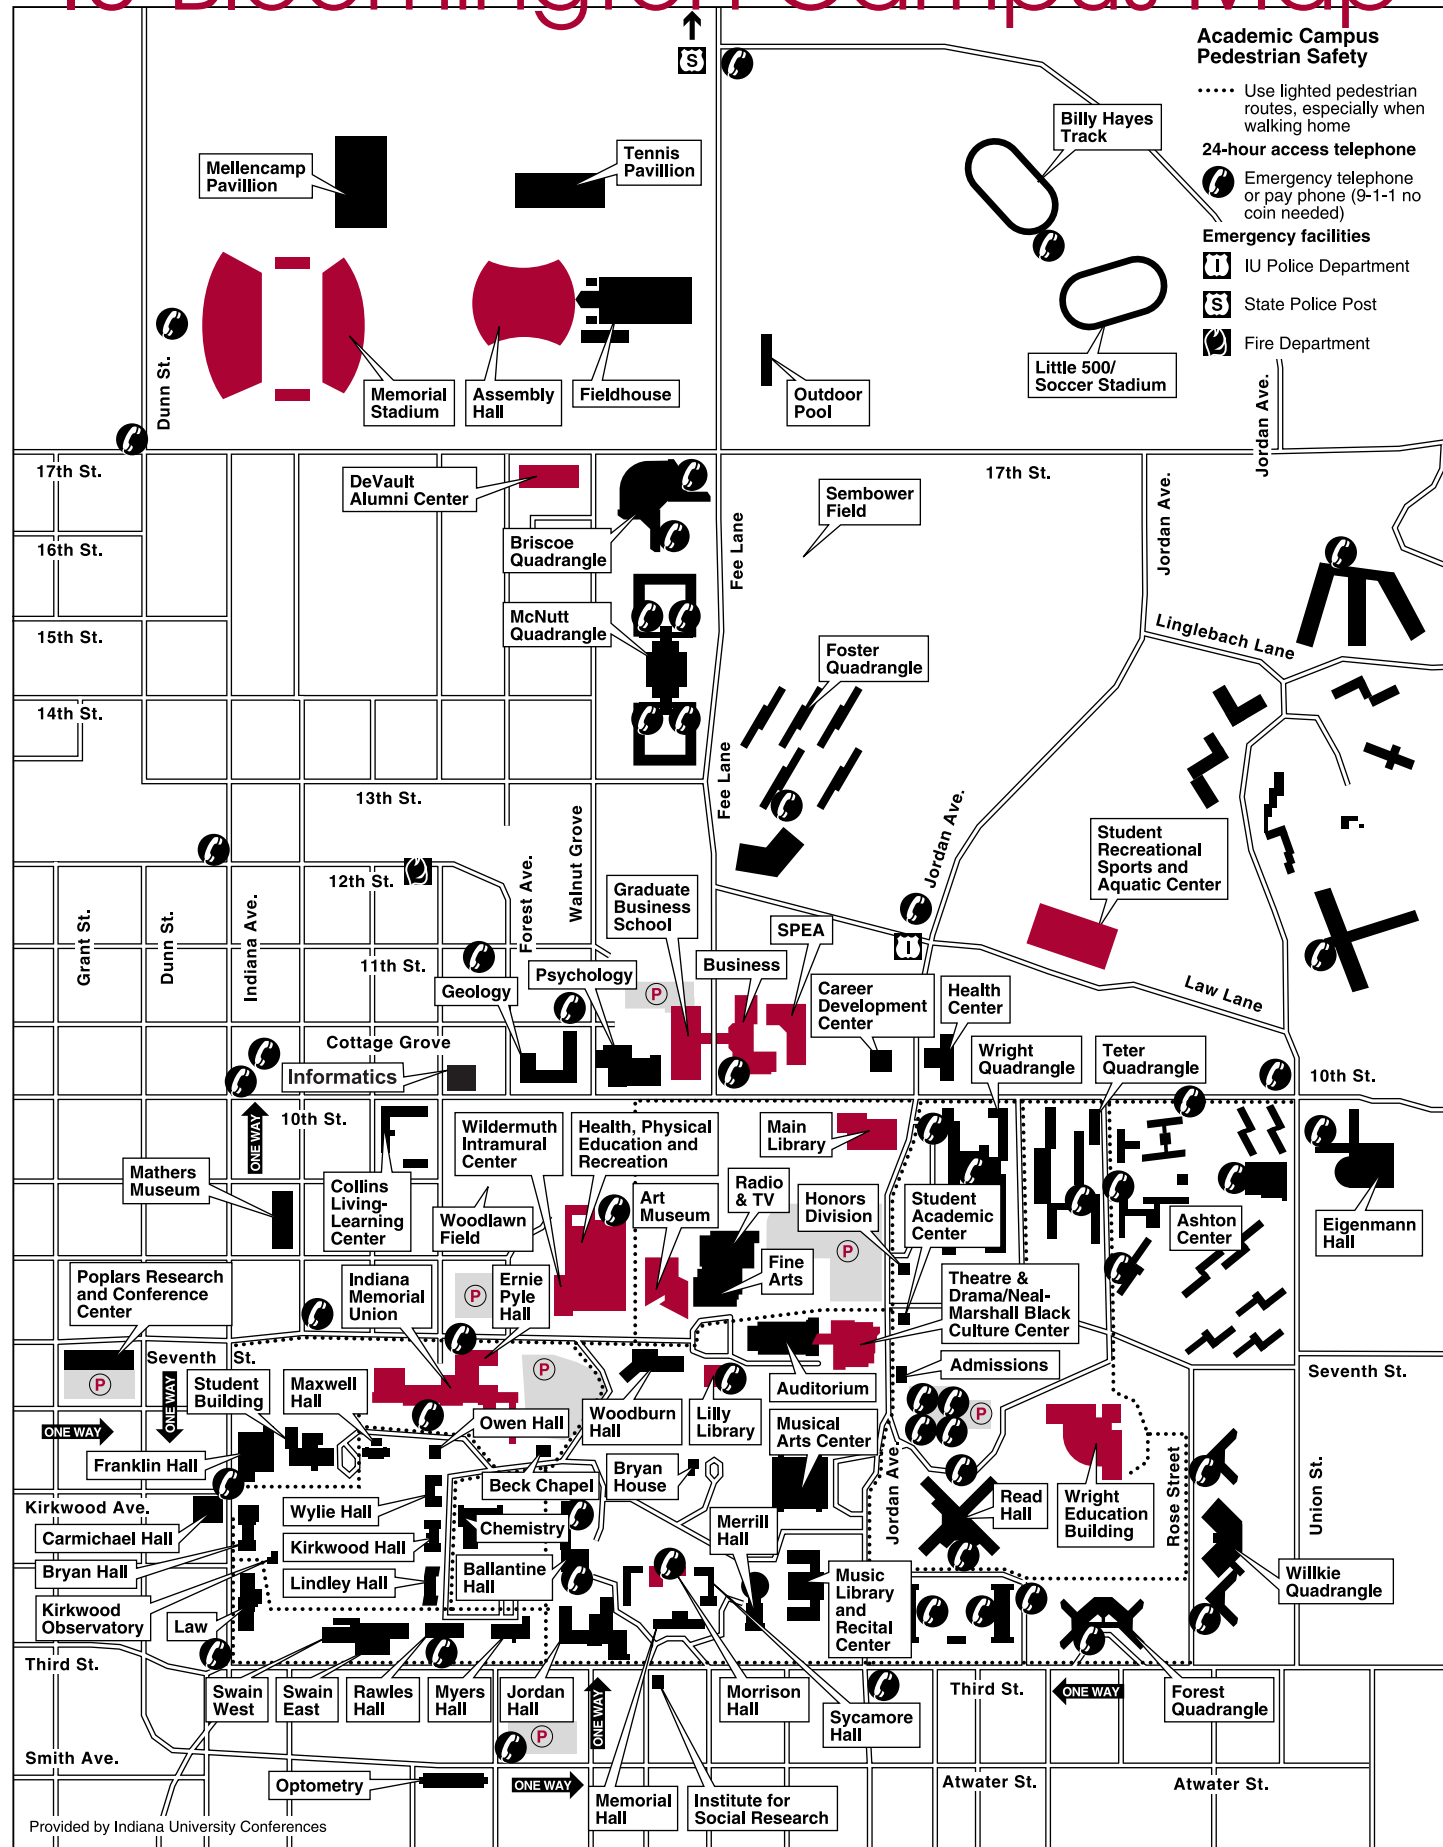 IU Bloomington Campus Map
Academic Campus
Pedestrian Safety
Use lighted pedestrian
routes, especially when
walking home
24-hour access telephone
Emergency telephone
or pay phone (9-1-1 no
coin needed)
Emergency facilities
I
IU Police Department
S
State Police Post
Fire Department
S
Billy Hayes
Track
Mellencamp
Pavillion
Tennis
Pavillion
Dunn St.
Memorial
Stadium
Assembly
Hall
Fieldhouse
Outdoor
Pool
Little 500/
Soccer Stadium
Jordan Ave.
17th St.
DeVault
Alumni Center
17th St.
Sembower
Field
Jordan Ave.
16th St.
Briscoe
Quadrangle
Fee Lane
McNutt
Quadrangle
15th St.
Linglebach Lane
Foster
Quadrangle
14th St.
Fee Lane
13th St.
Jordan Ave.
Student
Recreational
Sports and
Aquatic Center
12th St.
Walnut Grove
Forest Ave.
Graduate
Business
School
SPEA
Grant St.
Dunn St.
Indiana Ave.
I
11th St.
Psychology
Business
Geology
P
Career
Development
Center
Health
Center
Law Lane
Cottage Grove
Wright
Quadrangle
Teter
Quadrangle
Informatics
10th St.
10th St.
ONE WAY
Wildermuth
Intramural
Center
Health, Physical
Education and
Recreation
Main
Library
Mathers
Museum
Collins
Living-
Learning
Center
Woodlawn
Field
Art
Museum
Radio
& TV
Honors
Division
Student
Academic
Center
Ashton
Center
Eigenmann
Hall
P
Poplars Research
and Conference
Center
Indiana
Memorial
Union
Ernie
Pyle
Hall
P
Fine
Arts
Theatre &
Drama/Neal-
Marshall Black
Culture Center
Seventh St.
P
P
Admissions
Seventh St.
ONE WAY
Student
Building
Maxwell
Hall
Auditorium
ONE WAY
Owen Hall
Woodburn
Hall
Lilly
Library
Musical
Arts Center
P
Franklin Hall
Beck Chapel
Bryan
House
Jordan Ave.
Read
Hall
Wright
Education
Building
Rose Street
Union St.
Kirkwood Ave.
Wylie Hall
Carmichael Hall
Chemistry
Merrill
Hall
Kirkwood Hall
Bryan Hall
Ballantine
Hall
Lindley Hall
Music
Library
and
Recital
Center
Willkie
Quadrangle
Kirkwood
Observatory
Law
Third St.
Swain
West
Swain
East
Rawles
Hall
Myers
Hall
Jordan
Hall
ONE WAY
Morrison
Hall
Sycamore
Hall
Third St.
ONE WAY
Forest
Quadrangle
P
Smith Ave.
Optometry
ONE WAY
Memorial
Hall
Institute for
Social Research
Atwater St.
Atwater St.
Provided by Indiana University Conferences